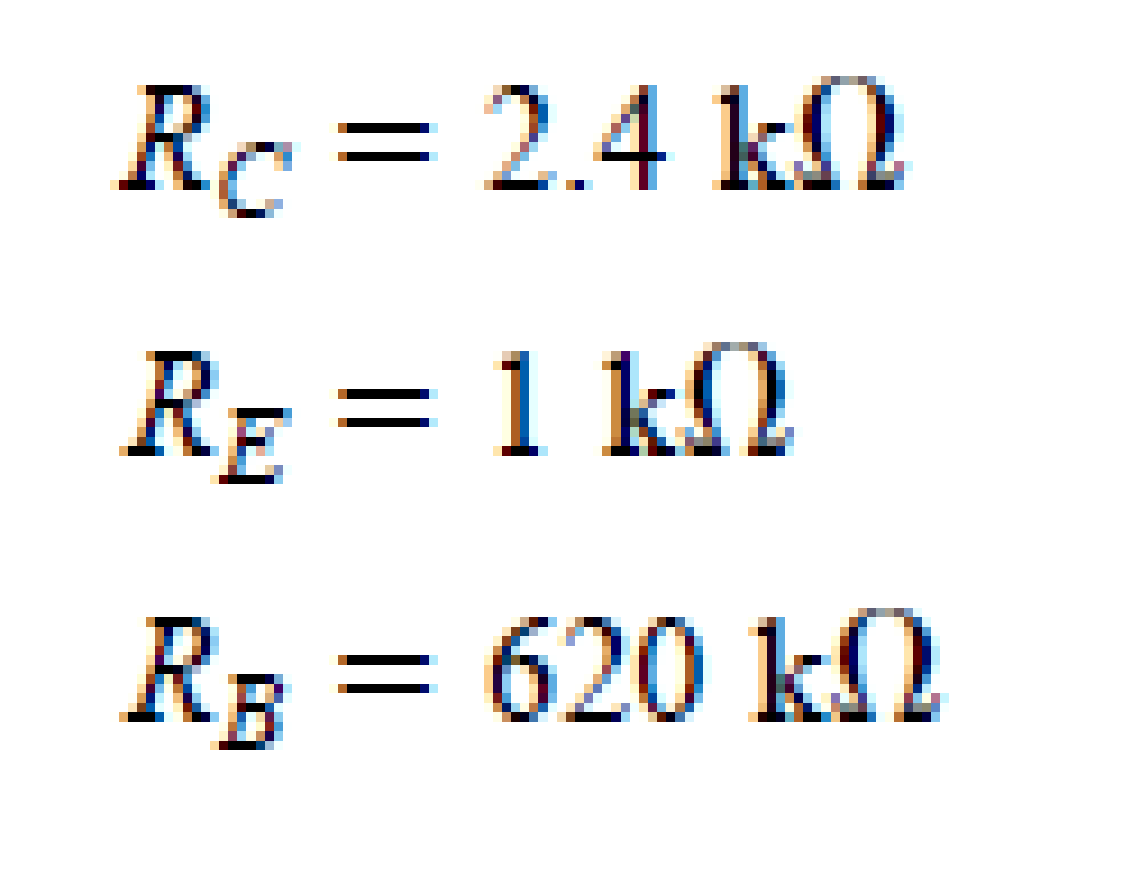 R_C = 2.4 kΩ
R_E = 1 kΩ
R_B = 620 kΩ